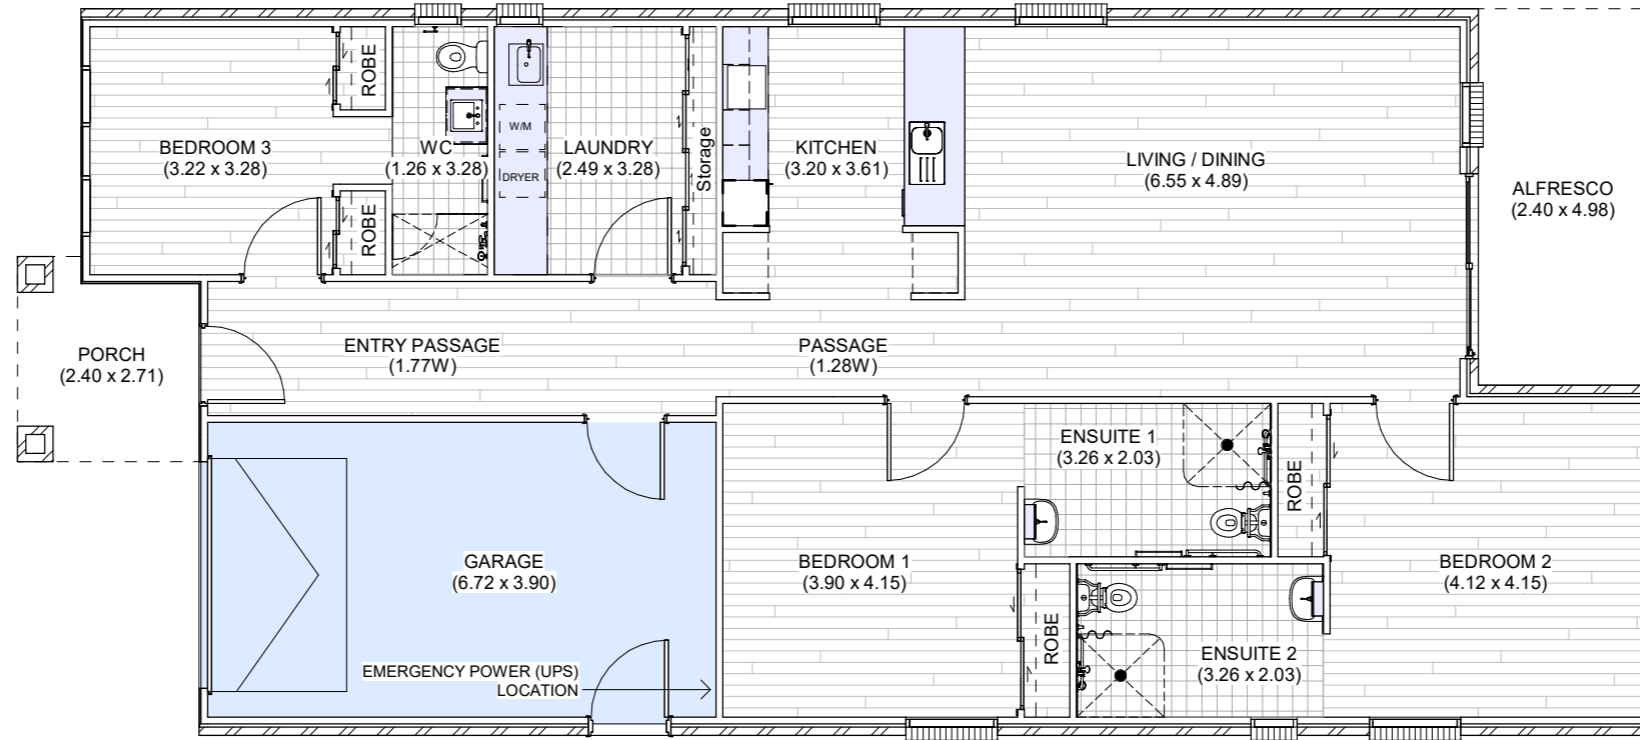 ROBE
BEDROOM 3
(3.22 x 3.28)
ROBE
WC
(1.26 x 3.28)
W/M
DRYER
LAUNDRY
(2.49 x 3.28)
Storage
KITCHEN
(3.20 x 3.61)
LIVING / DINING
(6.55 x 4.89)
ALFRESCO
(2.40 x 4.98)
PORCH
(2.40 x 2.71)
ENTRY PASSAGE
(1.77W)
PASSAGE
(1.28W)
GARAGE
(6.72 x 3.90)
EMERGENCY POWER (UPS)
LOCATION
BEDROOM 1
(3.90 x 4.15)
ENSUITE 1
(3.26 x 2.03)
ROBE
ROBE
ENSUITE 2
(3.26 x 2.03)
BEDROOM 2
(4.12 x 4.15)